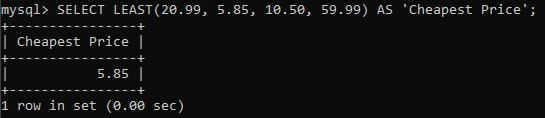 mysql> SELECT LEAST(20.99, 5.85, 10.50, 59.99) AS 'Cheapest Price';
+----------------+
| Cheapest Price |
+----------------+
|           5.85 |
+----------------+
1 row in set (0.00 sec)